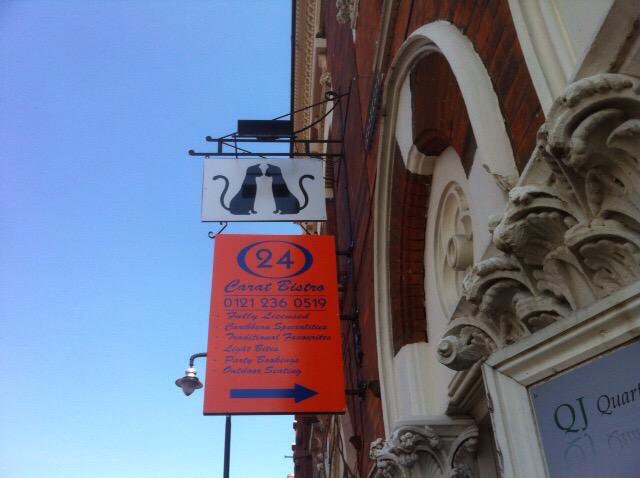 24
Carat Bistro
0121 236 0519
Fully Licensed
Caribbean Specialities
Traditional Favourites
Light Bites
Party Bookings
Outdoor Seating
QJ Quart